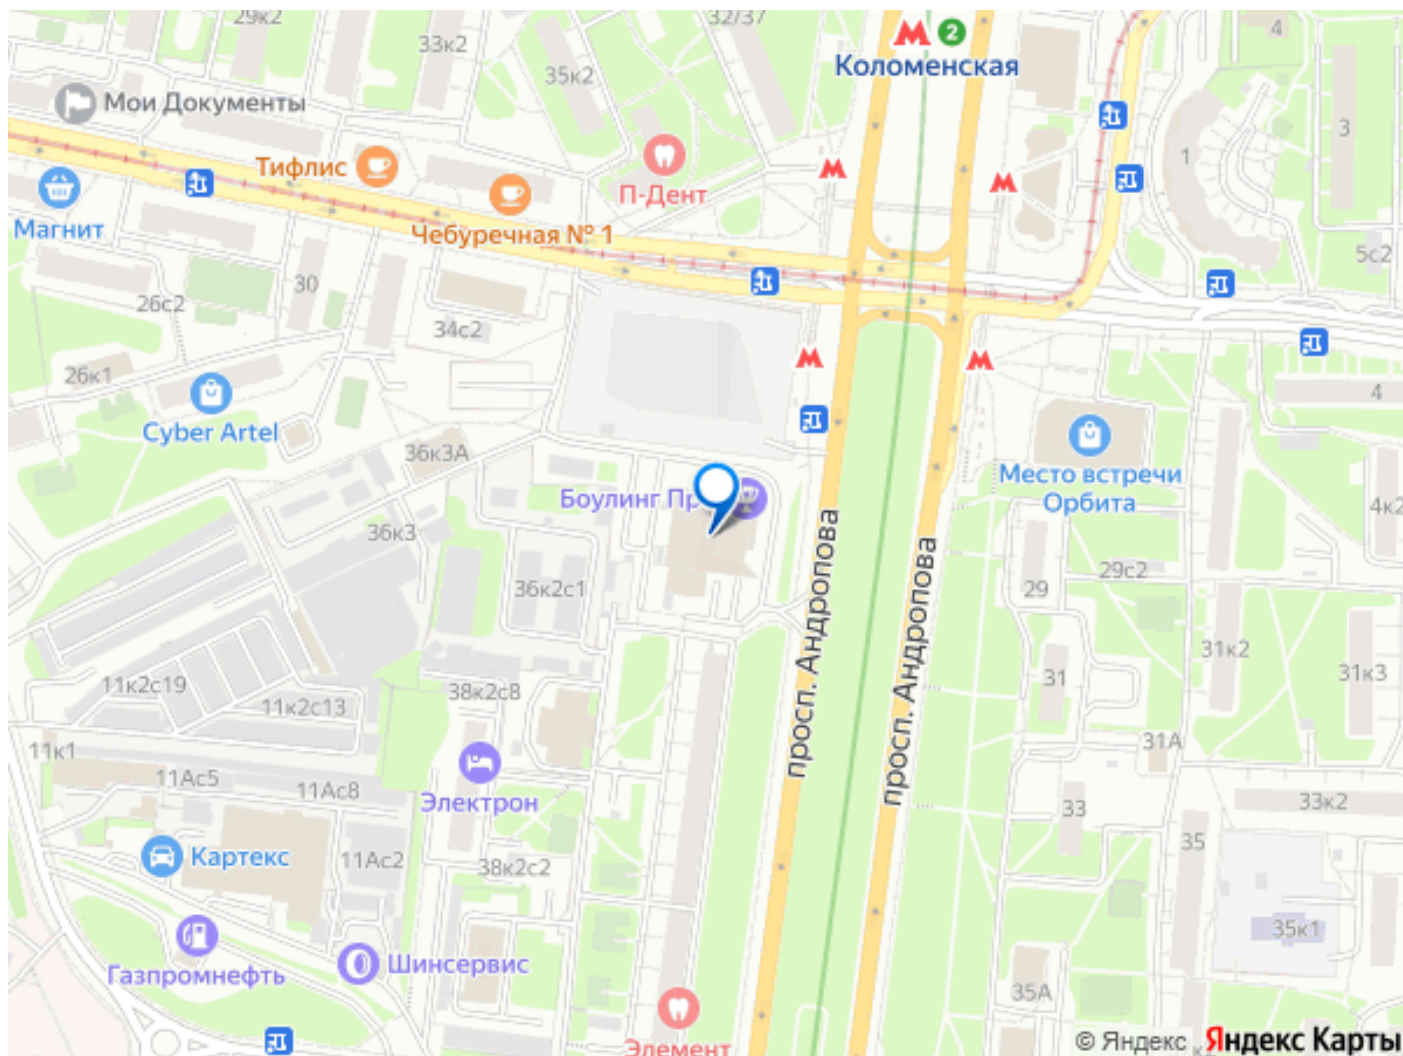 29к2
33к2
32/37
2
Коломенская
4
35к2
Мои Документы
3
1
Тифлис
П-Дент
Магнит
Чебуречная № 1
5с2
30
26с2
34с2
26к1
4
Cyber Artel
36к3А
Место встречи
Орбита
Боулинг Пр
4к2
36к3
36к2с1
29
29с2
просп. Андропова
просп. Андропова
31к2
31
31к3
11к2с19
38к2с8
11к2с13
31А
11к1
11Ас5
11Ас8
Электрон
33
33к2
35
Картекс
11Ас2
38к2с2
35к1
Газпромнефть
Шинсервис
35А
Элемент
© Яндекс Яндекс Карты